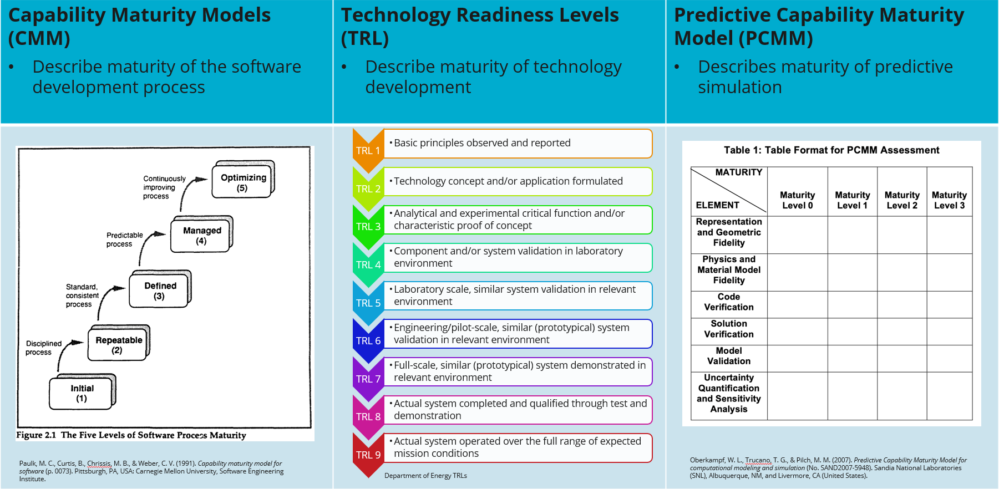 Capability Maturity Models
(CMM)
• Describe maturity of the software
development process
Continuously
improving
process
Optimizing
(5)
Predictable
process
Managed
(4)
Standard,
consistent
process
Defined
(3)
Disciplined
process
Repeatable
(2)
Initial
(1)
Figure 2.1 The Five Levels of Software Process Maturity
Paulk, M. C., Curtis, B., Chrissis, M. B., & Weber, C. V. (1991). Capability maturity model for
software (p. 0073). Pittsburgh, PA, USA: Carnegie Mellon University, Software Engineering
Institute.
Technology Readiness Levels
(TRL)
• Describe maturity of technology
development
TRL 1
• Basic principles observed and reported
TRL 2
• Technology concept and/or application formulated
TRL 3
• Analytical and experimental critical function and/or
characteristic proof of concept
TRL 4
• Component and/or system validation in laboratory
environment
TRL 5
• Laboratory scale, similar system validation in relevant
environment
TRL 6
• Engineering/pilot-scale, similar (prototypical) system
validation in relevant environment
TRL 7
• Full-scale, similar (prototypical) system demonstrated in
relevant environment
TRL 8
• Actual system completed and qualified through test and
demonstration
TRL 9
• Actual system operated over the full range of expected
mission conditions
Department of Energy TRLs
Predictive Capability Maturity
Model (PCMM)
• Describes maturity of predictive
simulation
Table 1: Table Format for PCMM Assessment
MATURITY
ELEMENT
Maturity
Level 0
Maturity
Level 1
Maturity
Level 2
Maturity
Level 3
Representation
and Geometric
Fidelity
Physics and
Material Model
Fidelity
Code
Verification
Solution
Verification
Model
Validation
Uncertainty
Quantification
and Sensitivity
Analysis
Oberkampf, W. L., Trucano, T. G., & Pilch, M. M. (2007). Predictive Capability Maturity Model for
computational modeling and simulation (No. SAND2007-5948). Sandia National Laboratories
(SNL), Albuquerque, NM, and Livermore, CA (United States).